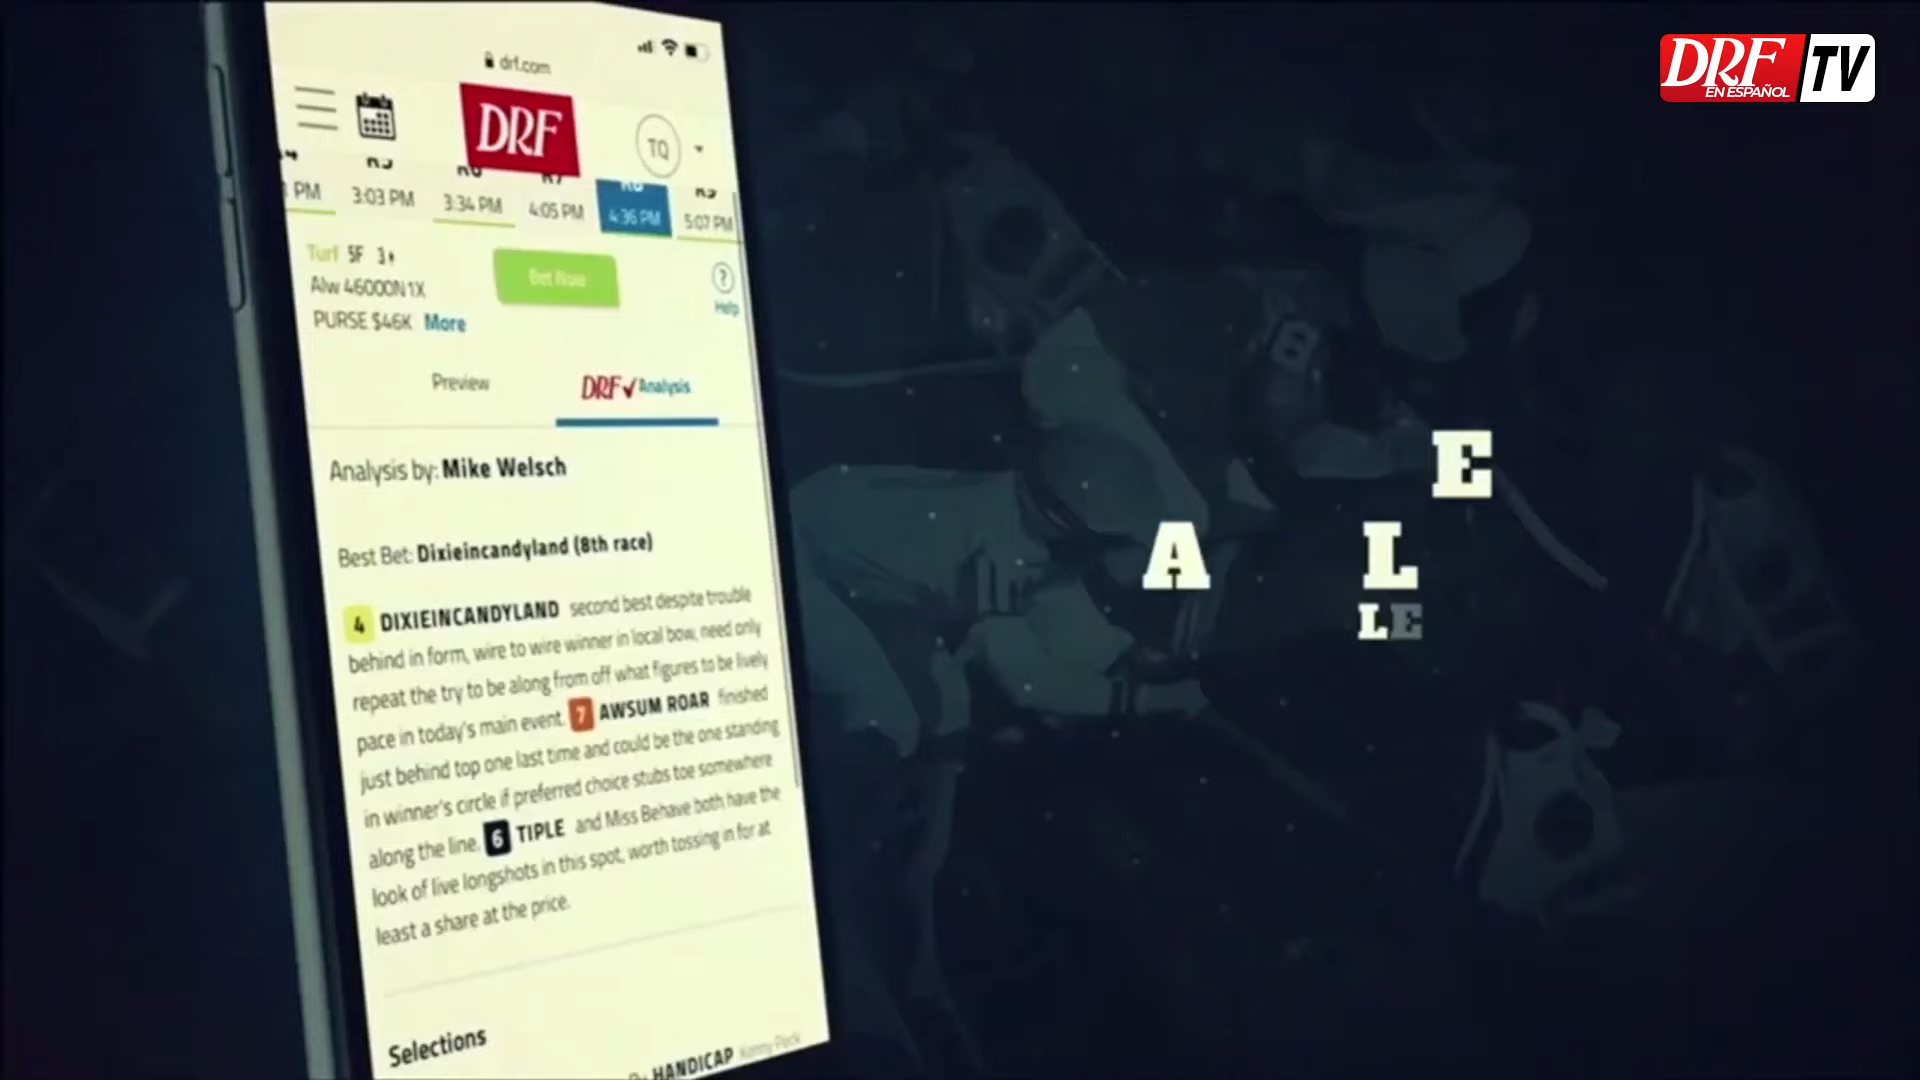 drf.com
DRF
TQ
PM 3:03 PM 3:34 PM 4:05 PM 4:36 PM 5:07 PM
Turf 5F 3↑
Bet Now
?
Help
Alw 46000N1X
PURSE $46K More
Preview DRF Analysis
Analysis by: Mike Welsch
Best Bet: Dixieincandyland (8th race)
4 DIXIEINCANDYLAND second best despite trouble
behind in form, wire to wire winner in local bow, need only
repeat the try to be along from off what figures to be lively
pace in today's main event. 7 AWSUM ROAR finished
just behind top one last time and could be the one standing
in winner's circle if preferred choice stubs toe somewhere
along the line. 6 TIPLE and Miss Behave both have the
look of live longshots in this spot, worth tossing in for at
least a share at the price.
Selections
HANDICAP Kenny Peck
DRF TV
EN ESPAÑOL
E
A L
LE